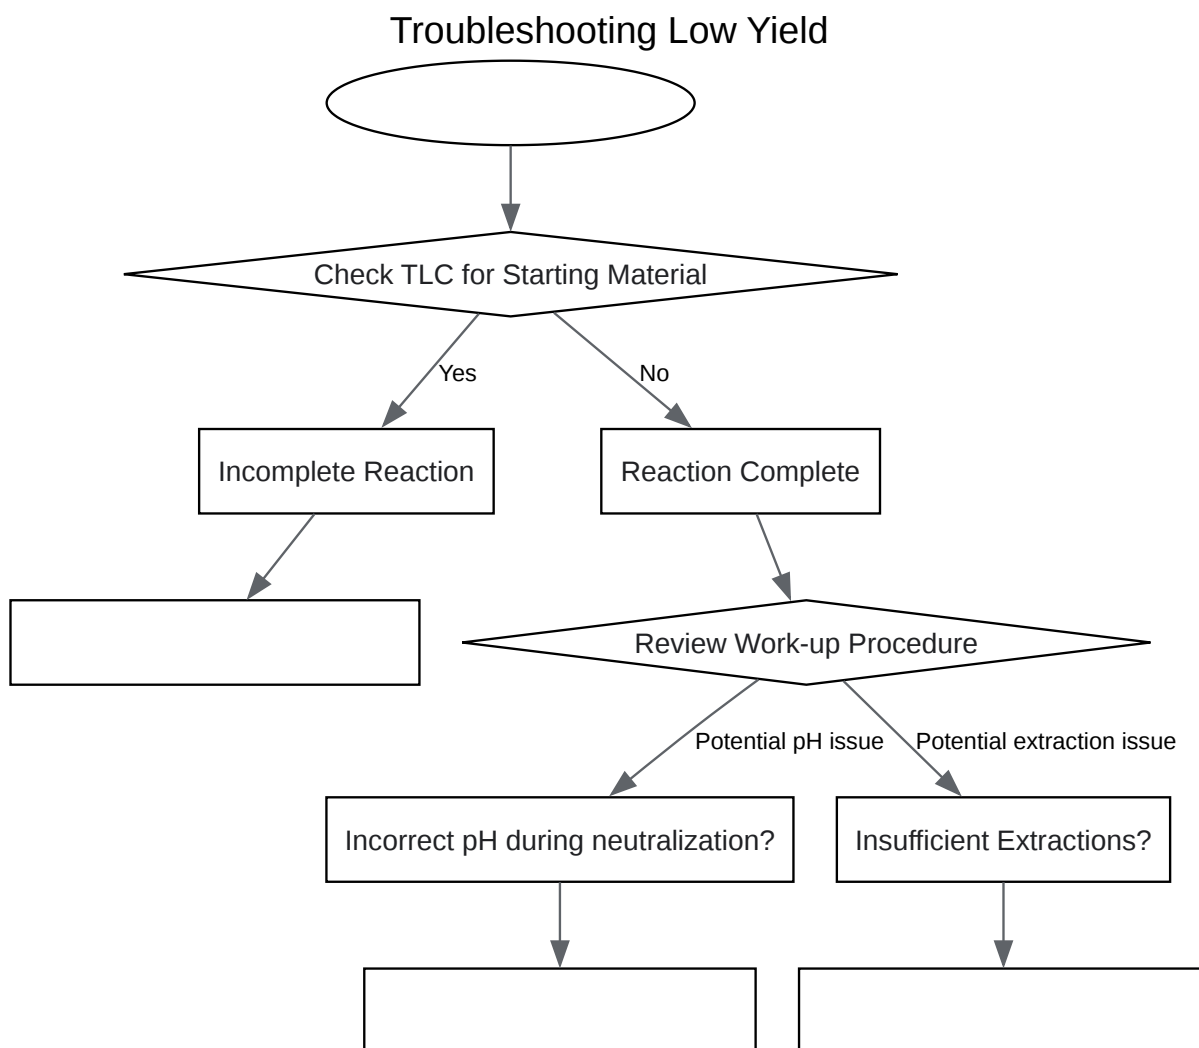 Troubleshooting Low Yield
Check TLC for Starting Material
Yes
No
Incomplete Reaction
Reaction Complete
Review Work-up Procedure
Potential pH issue
Potential extraction issue
Incorrect pH during neutralization?
Insufficient Extractions?